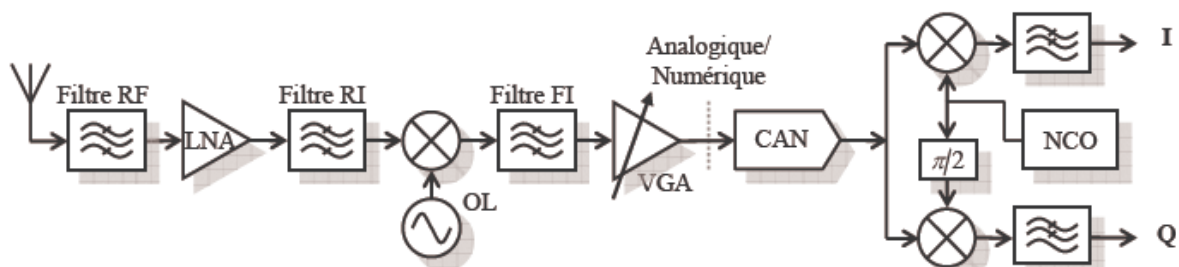 Filtre RF
LNA
Filtre RI
OL
Filtre FI
VGA
Analogique/
Numérique
CAN
π/2
NCO
I
Q